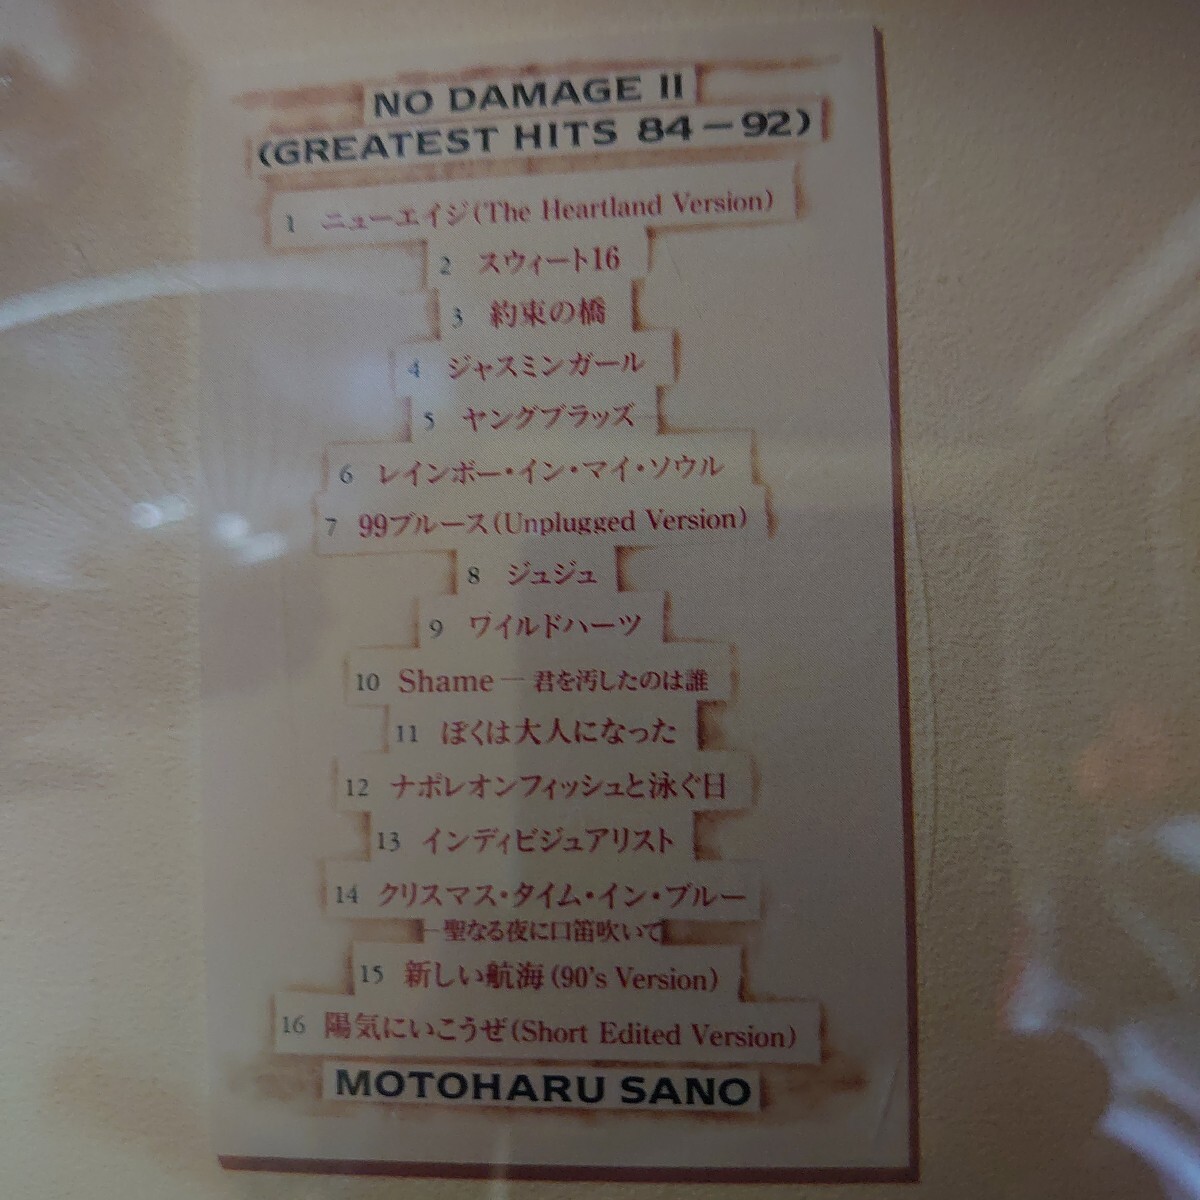 NO DAMAGE II
(GREATEST HITS 84−92)
1 ニューエイジ(The Heartland Version)
2 スウィート16
3 約束の橋
4 ジャスミンガール
5 ヤングブラッズ
6 レインボー・イン・マイ・ソウル
7 99ブルース(Unplugged Version)
8 ジュジュ
9 ワイルドハーツ
10 Shame ― 君を汚したのは誰
11 ぼくは大人になった
12 ナポレオンフィッシュと泳ぐ日
13 インディビジュアリスト
14 クリスマス・タイム・イン・ブルー
―聖なる夜に口笛吹いて
15 新しい航海(90's Version)
16 陽気にいこうぜ(Short Edited Version)
MOTOHARU SANO